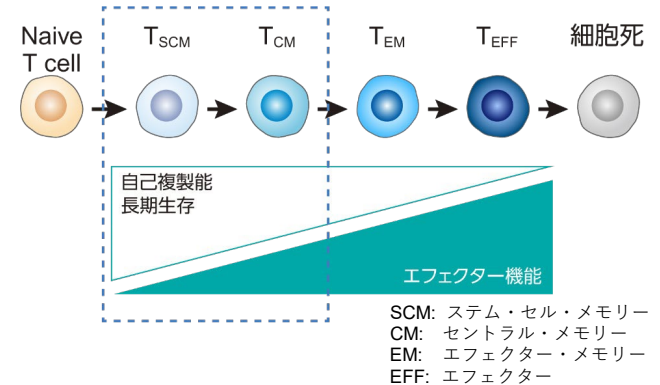 Naive
T cell
TSCM
TCM
TEM
TEFF
細胞死
自己複製能
長期生存
エフェクター機能
SCM: ステム・セル・メモリー
CM: セントラル・メモリー
EM: エフェクター・メモリー
EFF: エフェクター